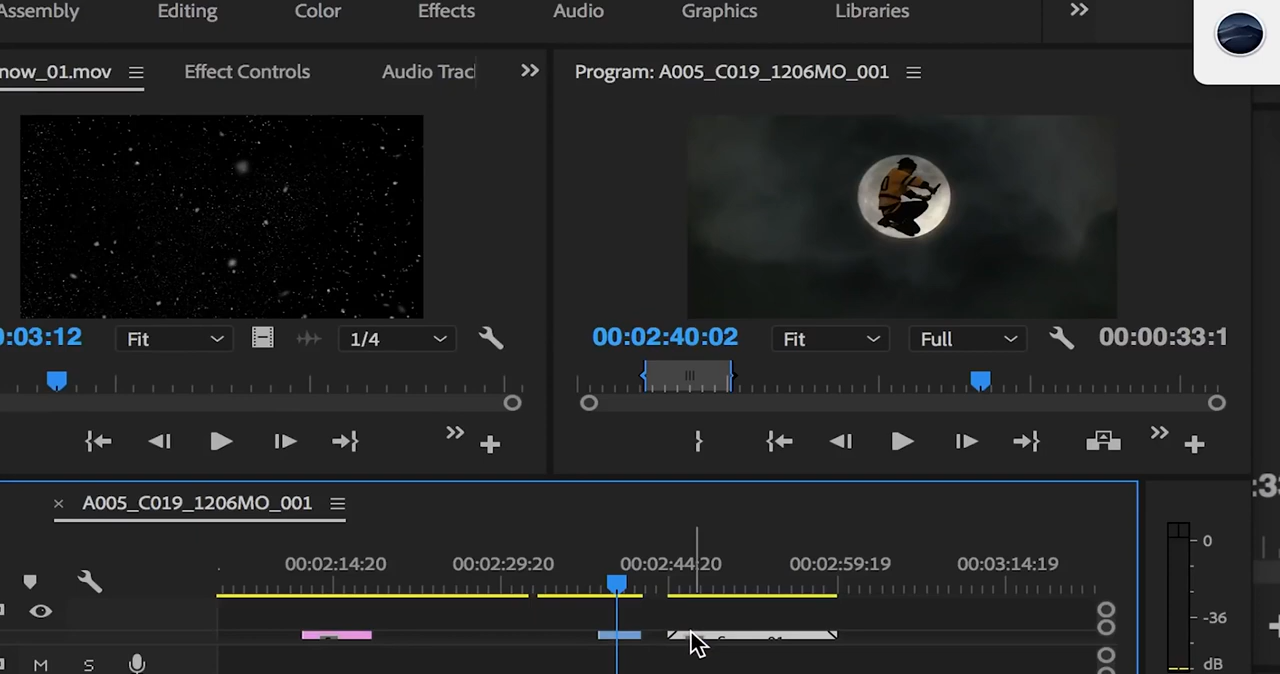 Assembly Editing Color Effects Audio Graphics Libraries
now_01.mov Effect Controls Audio Trac Program: A005_C019_1206MO_001
0
0:03:12 Fit 1/4 00:02:40:02 Fit Full 00:00:33:1
A005_C019_1206MO_001 :33
0
00:02:14:20 00:02:29:20 00:02:44:20 00:02:59:19 00:03:14:19
-36
M S dB